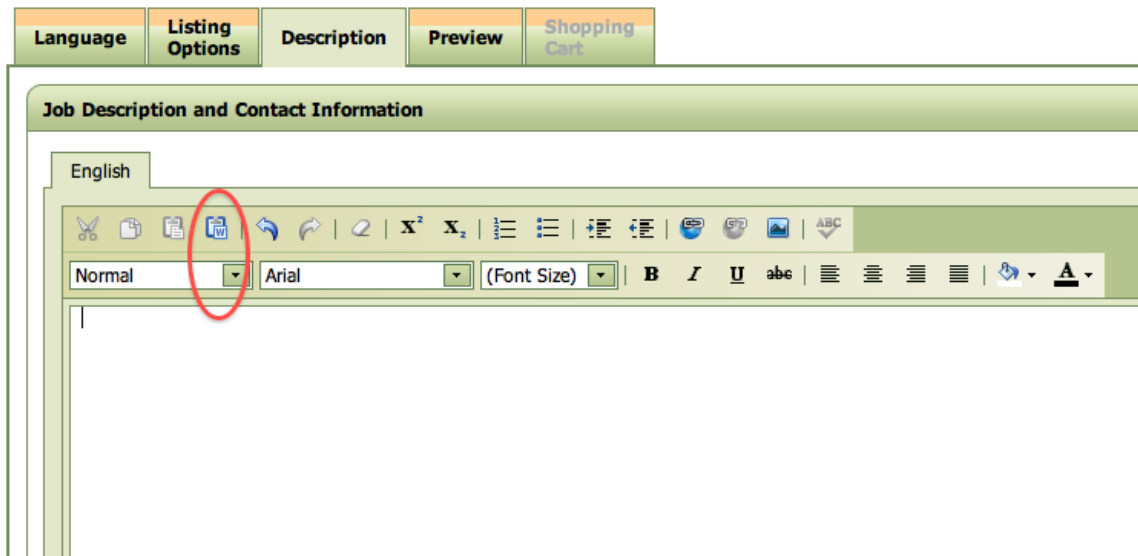 Language
Listing
Options
Description
Preview
Shopping
Cart
Job Description and Contact Information
English
W X² X₂ ABC
Normal Arial (Font Size) B I U abc A